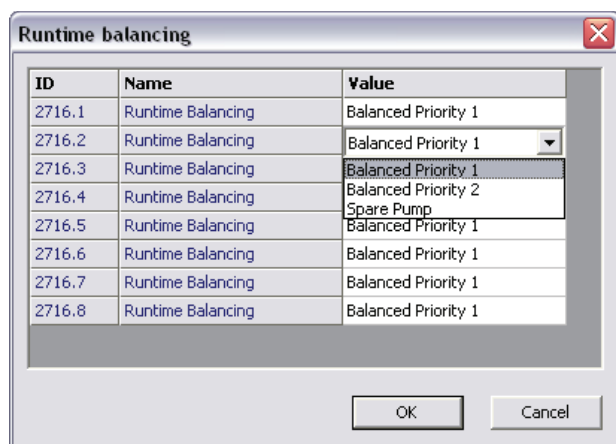 Runtime balancing
ID Name Value
2716.1 Runtime Balancing Balanced Priority 1
2716.2 Runtime Balancing Balanced Priority 1
2716.3 Runtime Balancing Balanced Priority 1
Balanced Priority 2
2716.4 Runtime Balancing Spare Pump
2716.5 Runtime Balancing Balanced Priority 1
2716.6 Runtime Balancing Balanced Priority 1
2716.7 Runtime Balancing Balanced Priority 1
2716.8 Runtime Balancing Balanced Priority 1
OK Cancel